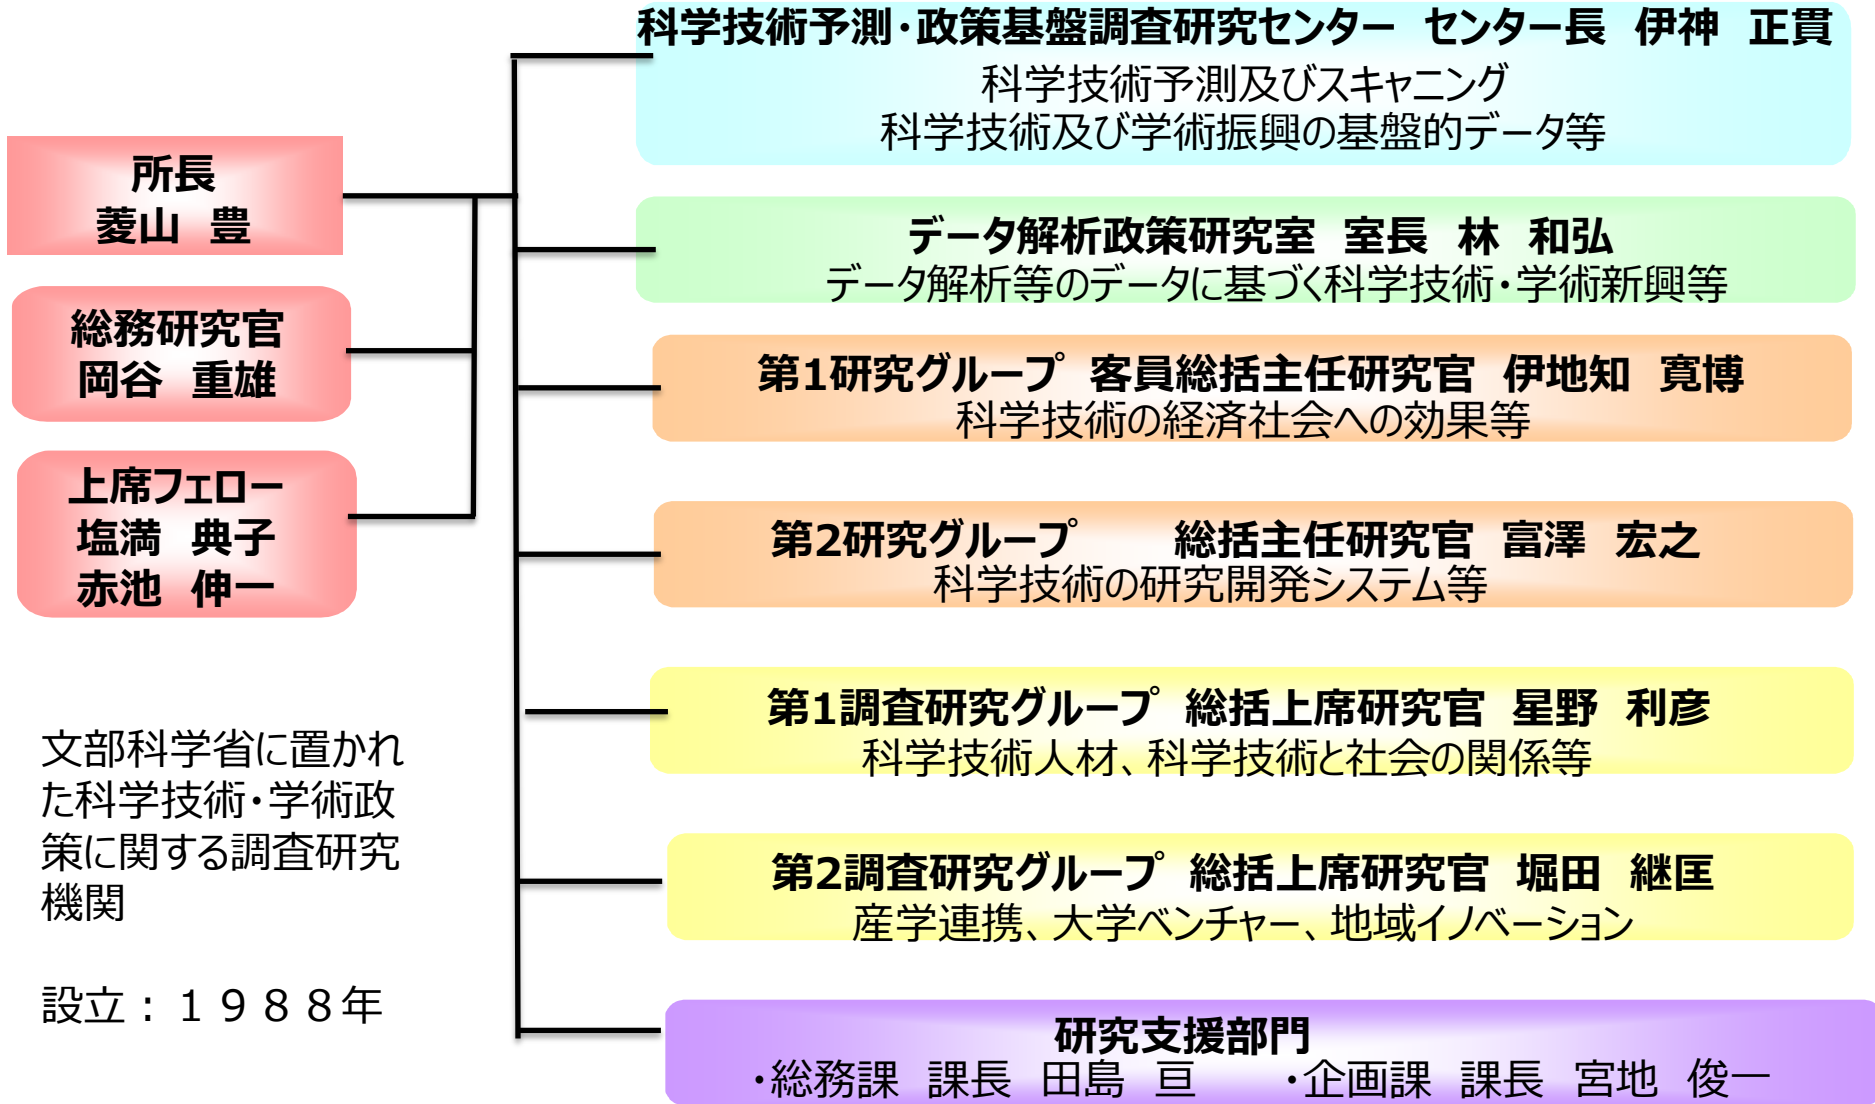 科学技術予測・政策基盤調査研究センター センター長 伊神 正貫
科学技術予測及びスキャニング
科学技術及び学術振興の基盤的データ等
所長
菱山 豊
総務研究官
岡谷 重雄
上席フェロー
塩満 典子
赤池 伸一
データ解析政策研究室 室長 林 和弘
データ解析等のデータに基づく科学技術・学術新興等
第1研究グループ 客員総括主任研究官 伊地知 寛博
科学技術の経済社会への効果等
第2研究グループ 総括主任研究官 富澤 宏之
科学技術の研究開発システム等
第1調査研究グループ 総括上席研究官 星野 利彦
科学技術人材、科学技術と社会の関係等
第2調査研究グループ 総括上席研究官 堀田 継匡
産学連携、大学ベンチャー、地域イノベーション
研究支援部門
・総務課 課長 田島 亘 ・企画課 課長 宮地 俊一
文部科学省に置かれ
た科学技術・学術政
策に関する調査研究
機関
設立：１９８８年